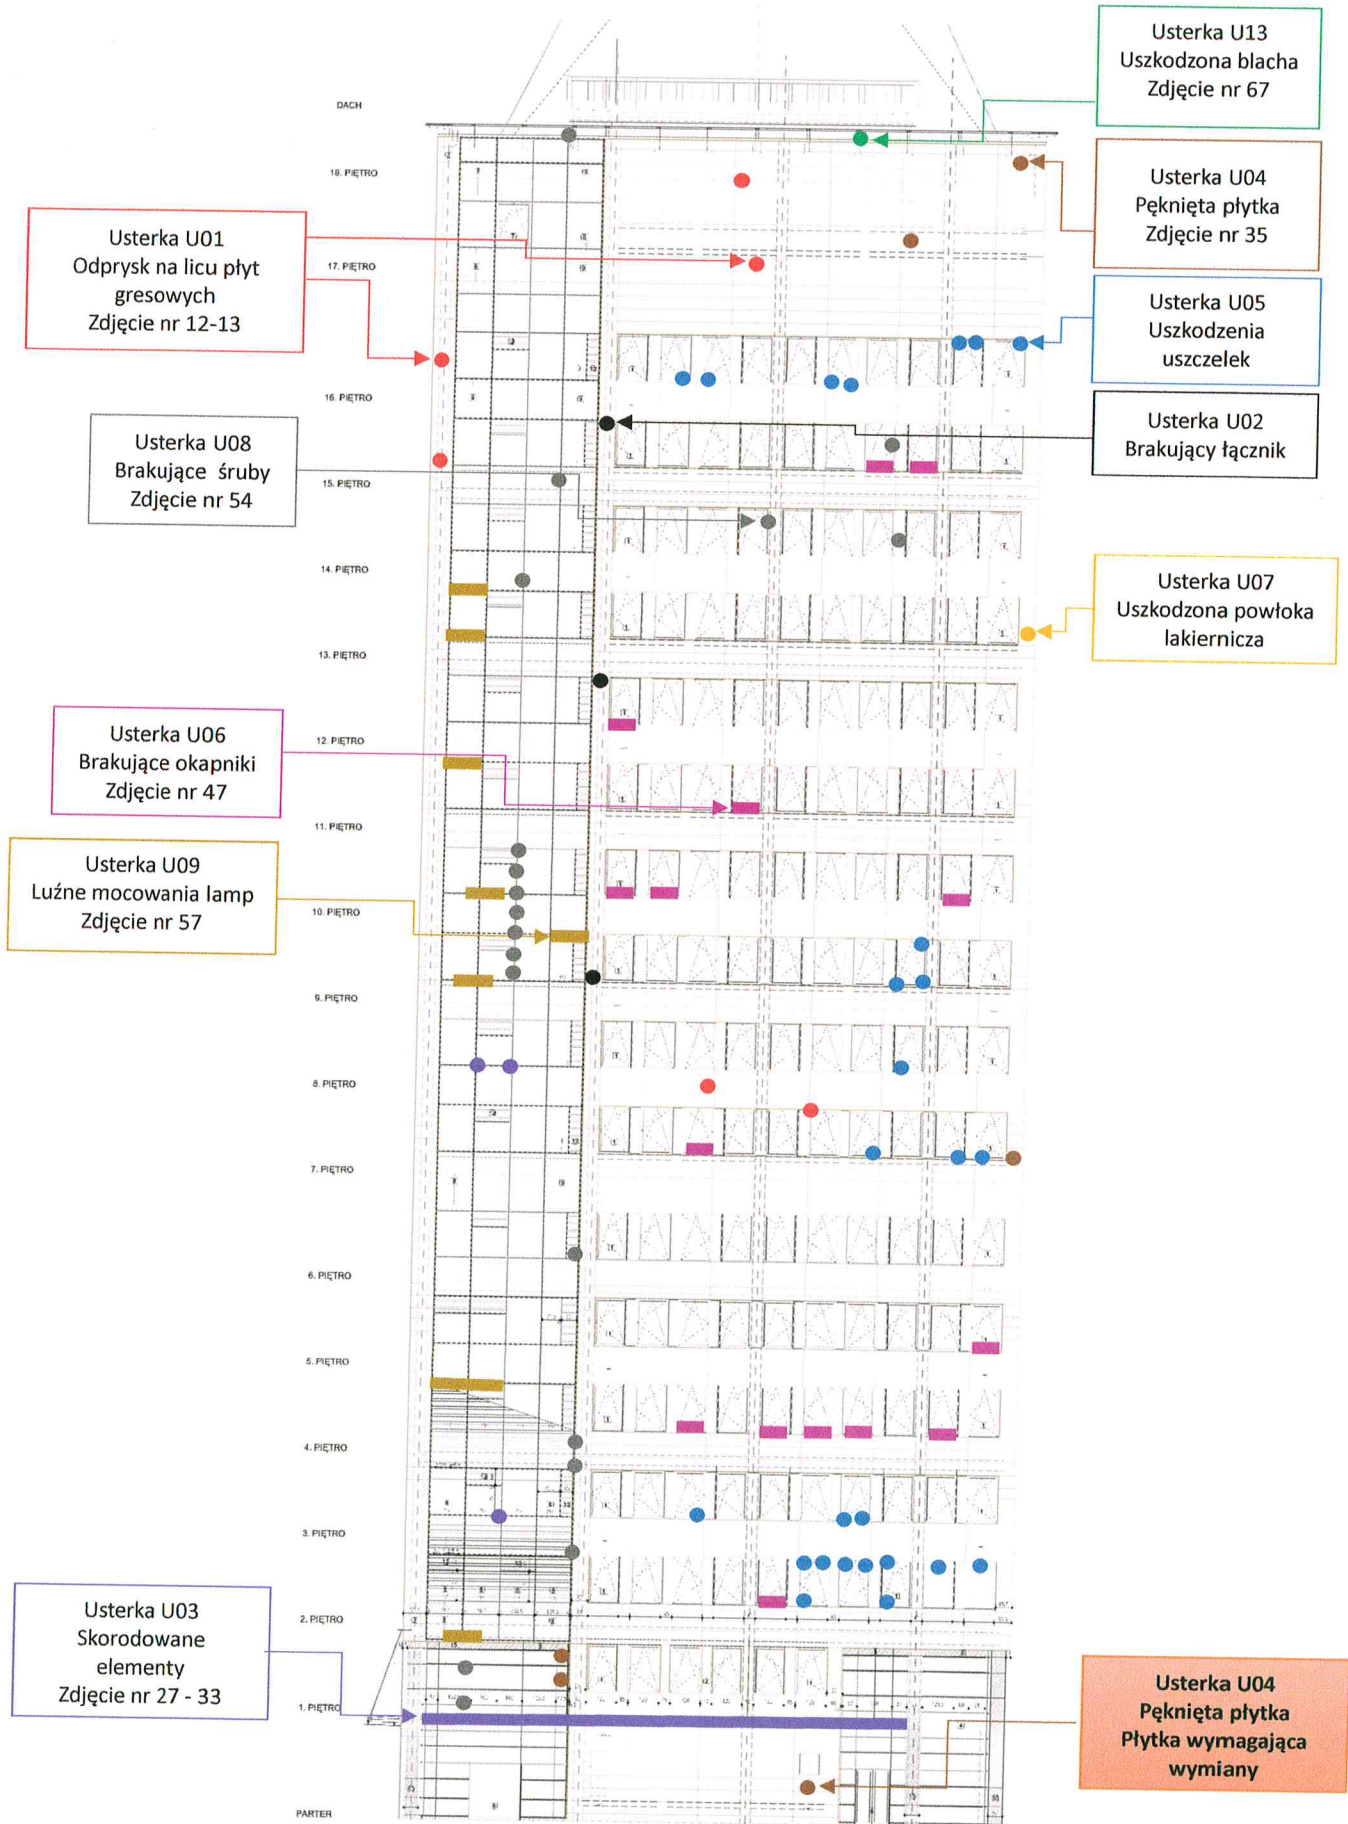 Usterka U13
Uszkodzona blacha
Zdjęcie nr 67
DACH
18. PIĘTRO
Usterka U04
Pęknięta płytka
Zdjęcie nr 35
Usterka U01
Odprysk na licu płyt
gresowych
Zdjęcie nr 12-13
17. PIĘTRO
Usterka U05
Uszkodzenia
uszczelek
16. PIĘTRO
Usterka U02
Brakujący łącznik
Usterka U08
Brakujące śruby
Zdjęcie nr 54
15. PIĘTRO
14. PIĘTRO
Usterka U07
Uszkodzona powłoka
lakiernicza
13. PIĘTRO
Usterka U06
Brakujące okapniki
Zdjęcie nr 47
12. PIĘTRO
11. PIĘTRO
Usterka U09
Luźne mocowania lamp
Zdjęcie nr 57
10. PIĘTRO
9. PIĘTRO
8. PIĘTRO
7. PIĘTRO
6. PIĘTRO
5. PIĘTRO
4. PIĘTRO
3. PIĘTRO
Usterka U03
Skorodowane
elementy
Zdjęcie nr 27 - 33
2. PIĘTRO
1. PIĘTRO
Usterka U04
Pęknięta płytka
Płytka wymagająca
wymiany
PARTER